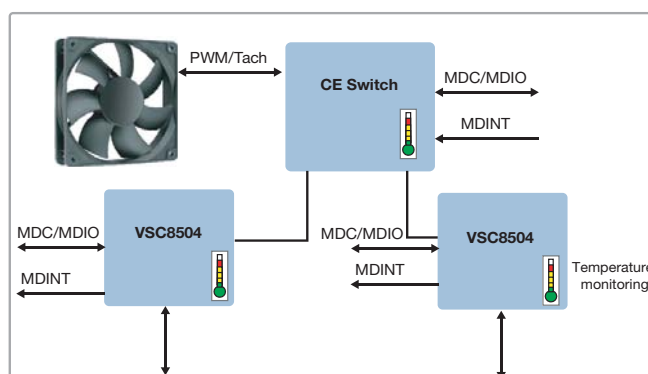 PWM/Tach
CE Switch
MDC/MDIO
MDINT
MDC/MDIO
VSC8504
MDINT
MDC/MDIO
VSC8504
MDINT
Temperature
monitoring